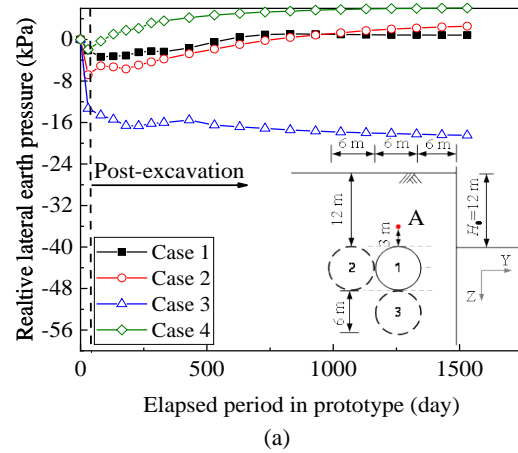 Realtive lateral earth pressure (kPa)
0
-8
-16
-24
-32
-40
-48
-56
Post-excavation
Case 1
Case 2
Case 3
Case 4
6 m 6 m 6 m
12 m
A
3 m
H
=12 m
2
1
3
6 m
Y
Z
0 500 1000 1500
Elapsed period in prototype (day)
(a)